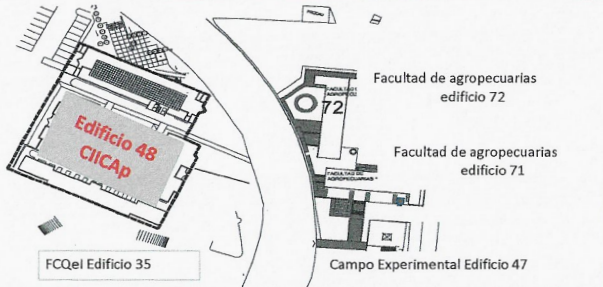 Edificio 48
CIICAp
72
Facultad de agropecuarias
edificio 72
Facultad de agropecuarias
edificio 71
FCQeI Edificio 35
Campo Experimental Edificio 47